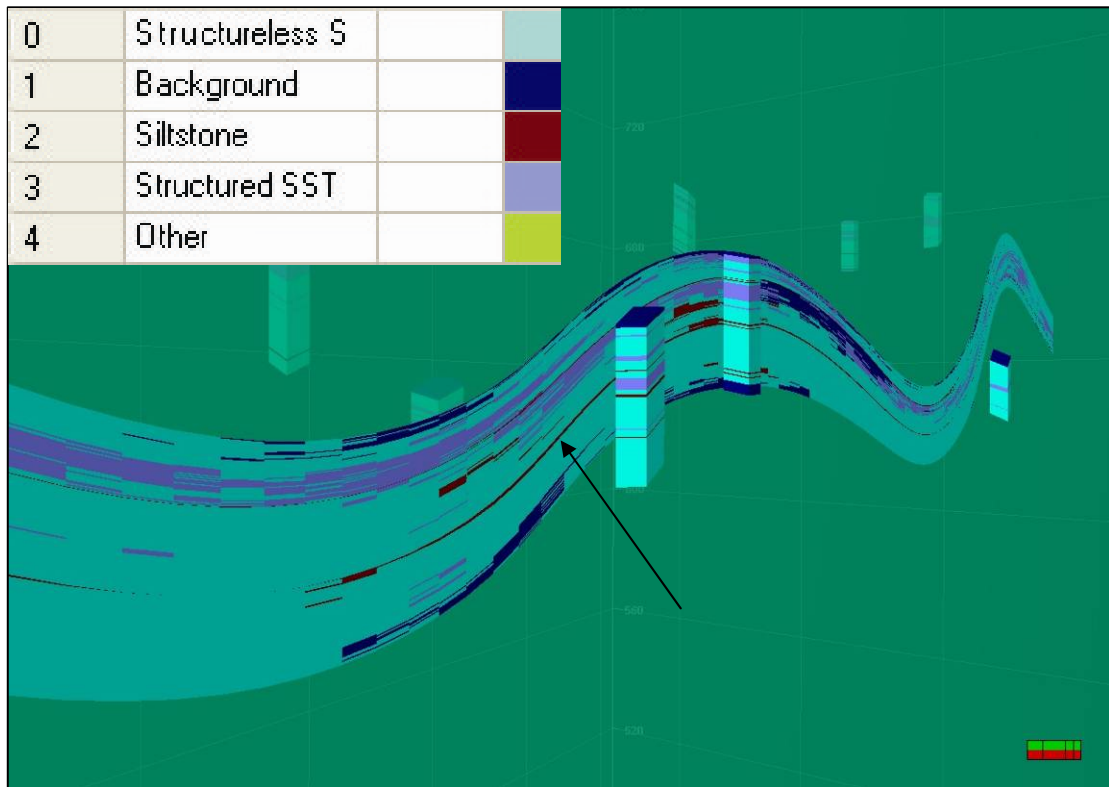 0 Structureless S
1 Background
2 Siltstone
3 Structured SST
4 Other
720
680
560
520